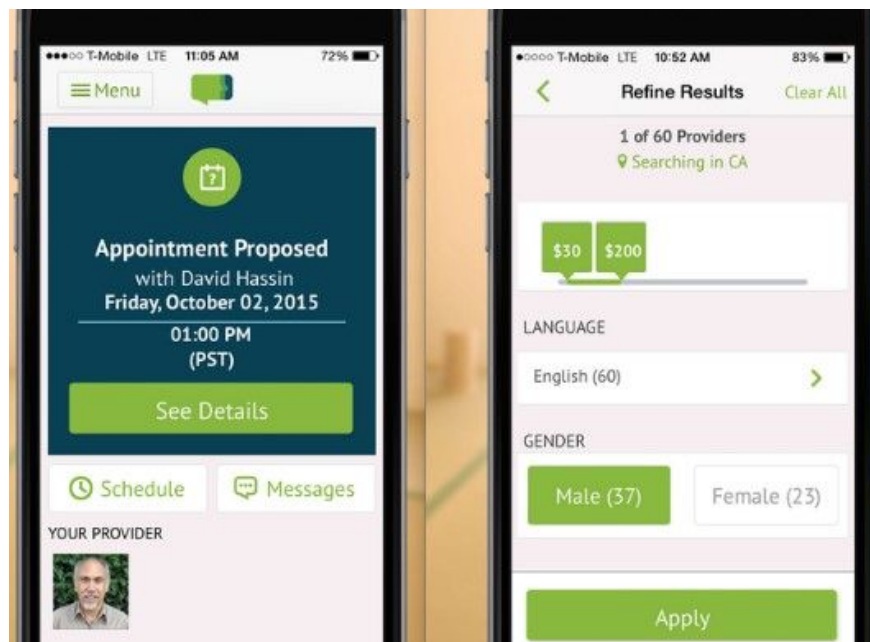 T-Mobile LTE 11:05 AM 72%
Menu
?
Appointment Proposed
with David Hassin
Friday, October 02, 2015
01:00 PM
(PST)
See Details
Schedule
Messages
YOUR PROVIDER
T-Mobile LTE 10:52 AM 83%
Refine Results
Clear All
1 of 60 Providers
Searching in CA
$30
$200
LANGUAGE
English (60)
GENDER
Male (37)
Female (23)
Apply